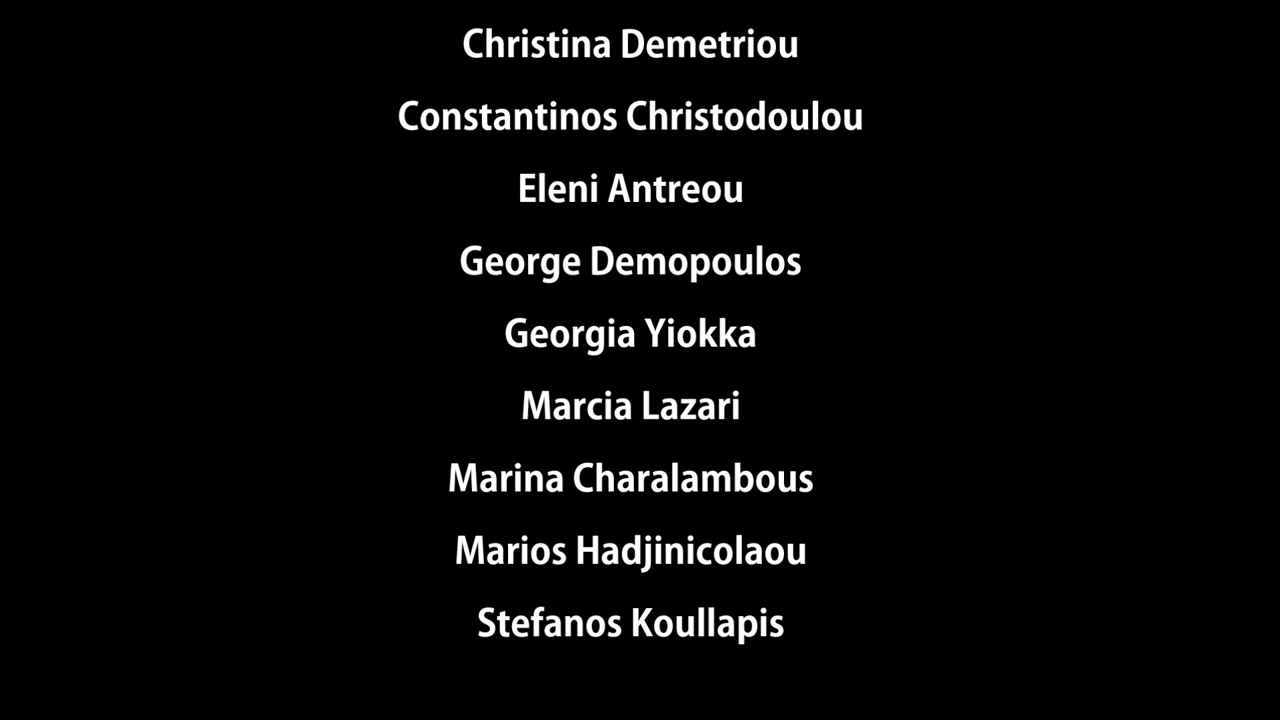 Christina Demetriou
Constantinos Christodoulou
Eleni Antreou
George Demopoulos
Georgia Yiokka
Marcia Lazari
Marina Charalambous
Marios Hadjinicolaou
Stefanos Koullapis